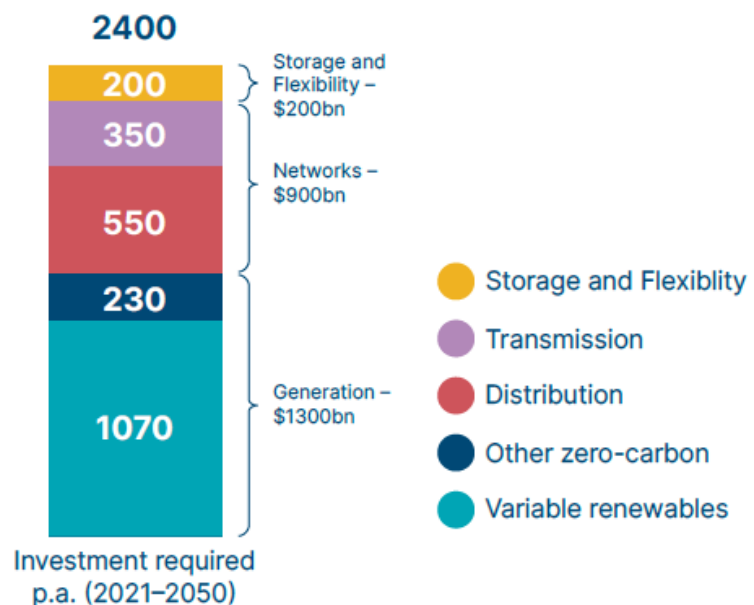 2400
200
350
550
230
1070
Storage and
Flexibility –
$200bn
Networks –
$900bn
Generation –
$1300bn
Investment required
p.a. (2021–2050)
Storage and Flexiblity
Transmission
Distribution
Other zero-carbon
Variable renewables